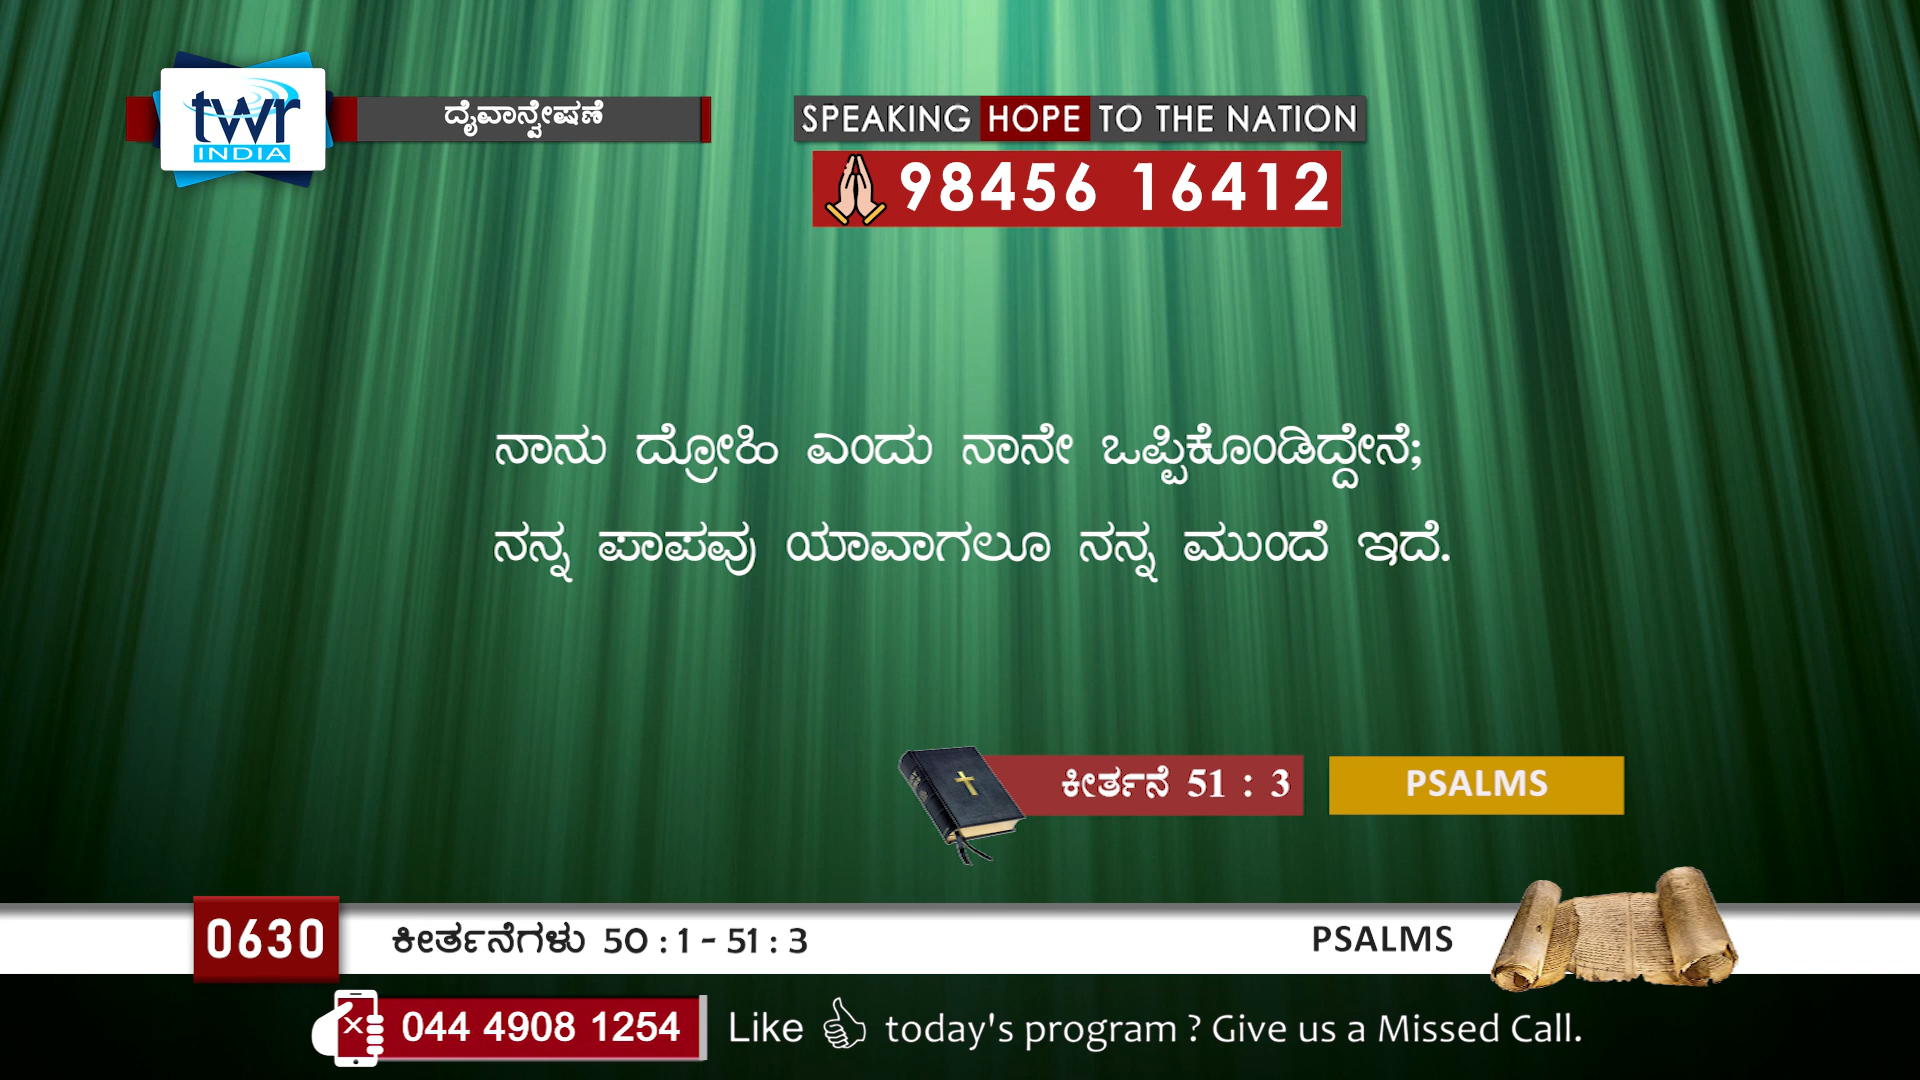 twr
INDIA
ದೈವಾನ್ವೇಷಣೆ
SPEAKING HOPE TO THE NATION
98456 16412
ನಾನು ದ್ರೋಹಿ ಎಂದು ನಾನೇ ಒಪ್ಪಿಕೊಂಡಿದ್ದೇನೆ;
ನನ್ನ ಪಾಪವು ಯಾವಾಗಲೂ ನನ್ನ ಮುಂದೆ ಇದೆ.
ಕೀರ್ತನೆ 51 : 3
PSALMS
0630
ಕೀರ್ತನೆಗಳು 50 : 1 - 51 : 3
PSALMS
044 4908 1254
Like today's program ? Give us a Missed Call.